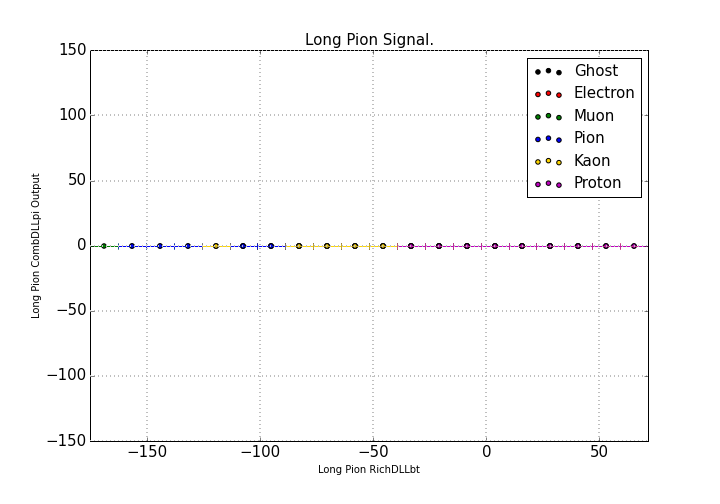 Long Pion Signal.
150
100
50
0
−50
−100
−150
Long Pion CombDLLpi Output
Ghost
Electron
Muon
Pion
Kaon
Proton
−150 −100 −50 0 50
Long Pion RichDLLbt